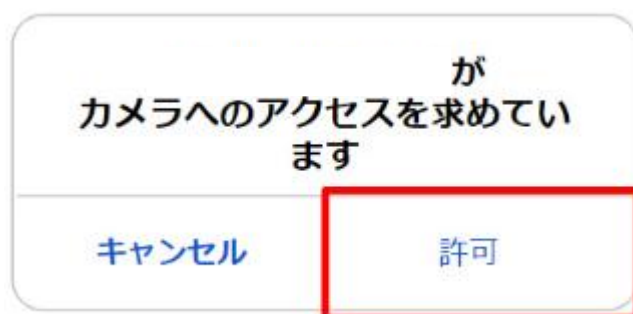 が
カメラへのアクセスを求めてい
ます
キャンセル
許可